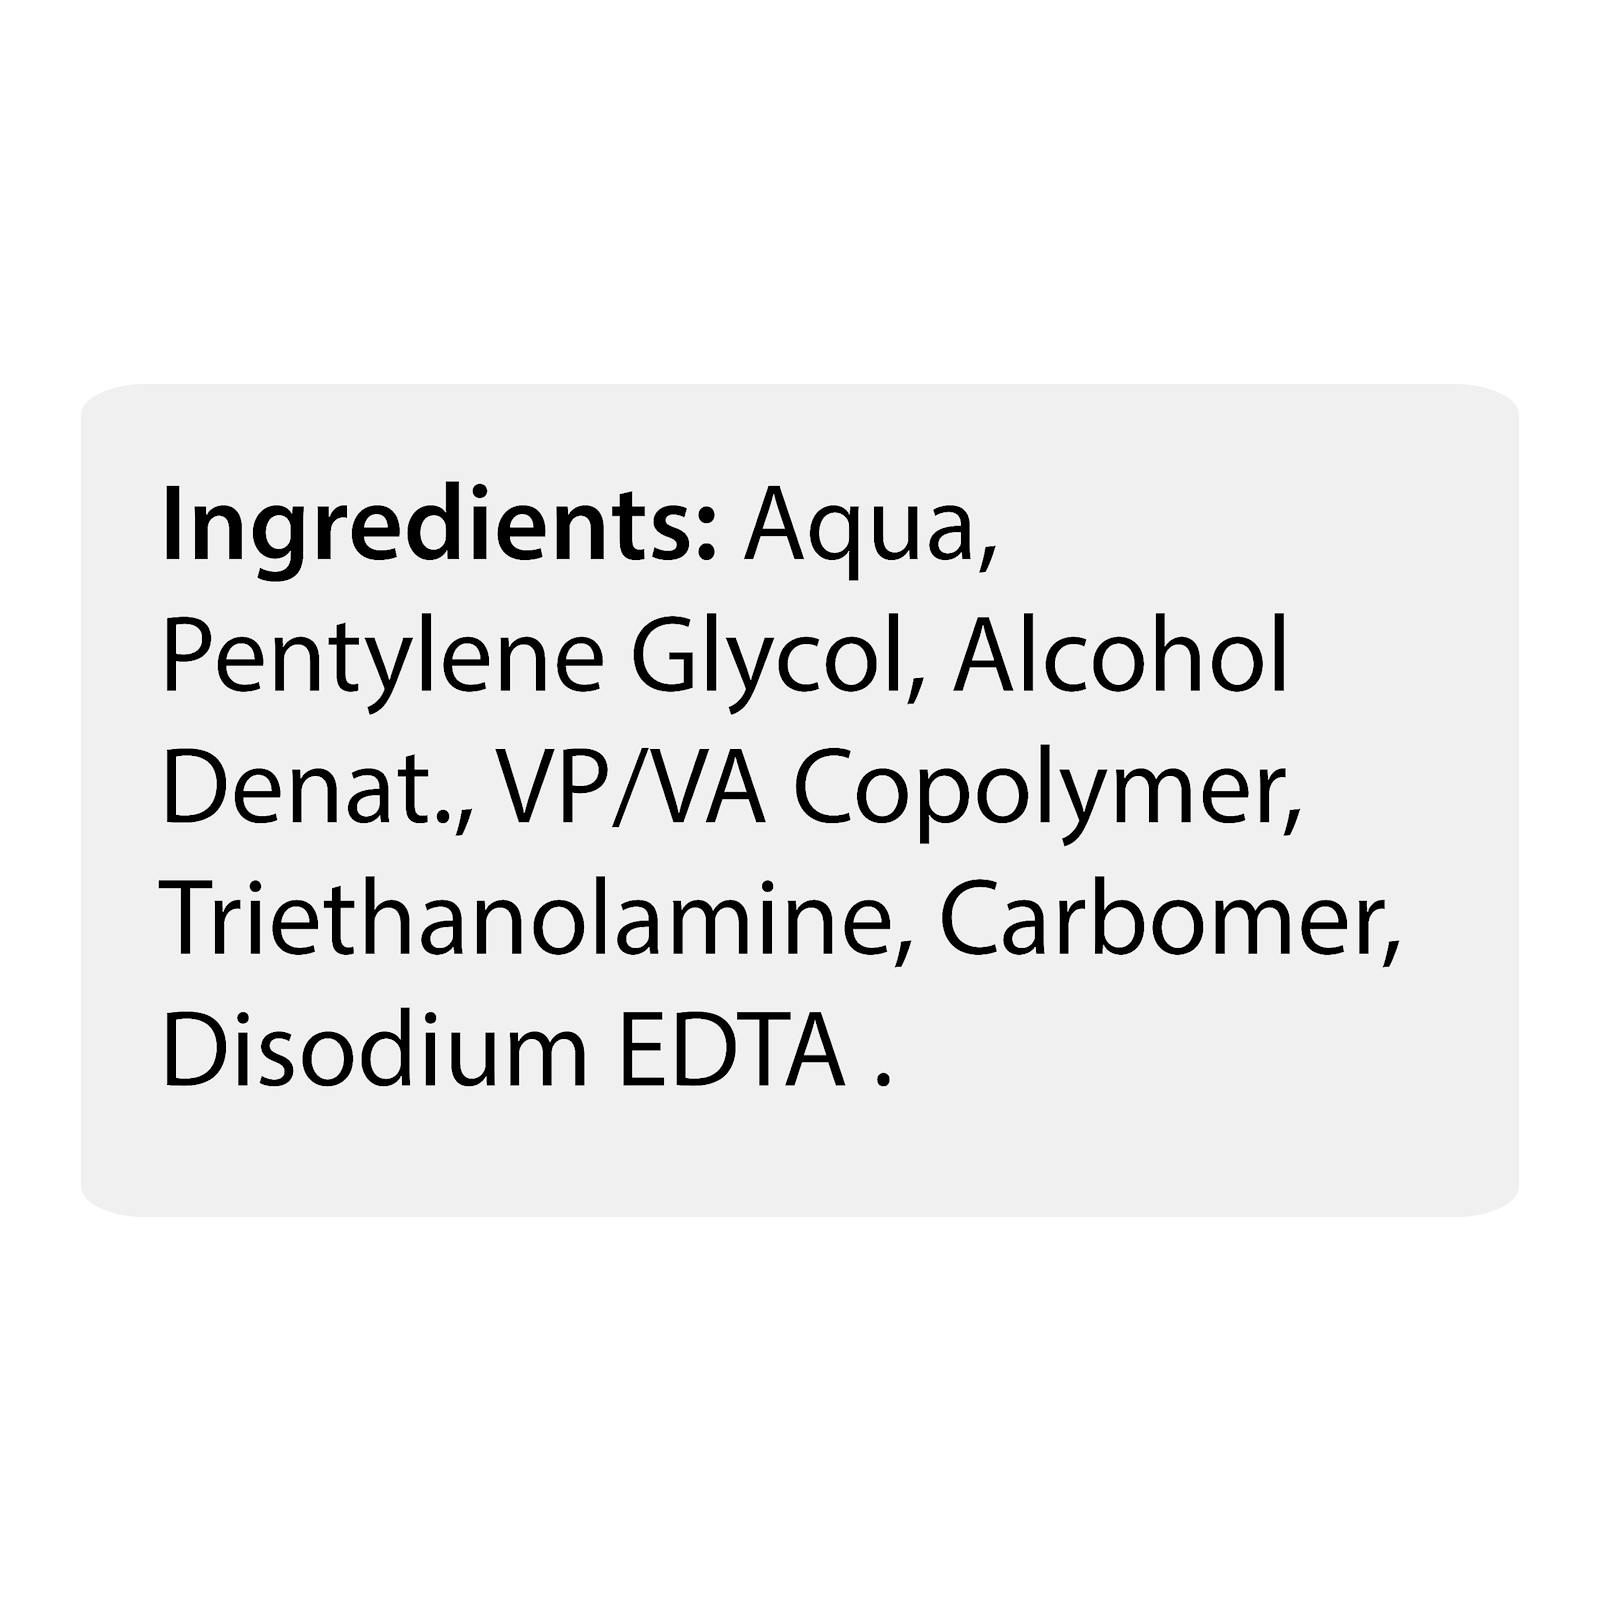 Ingredients: Aqua,
Pentylene Glycol, Alcohol
Denat., VP/VA Copolymer,
Triethanolamine, Carbomer,
Disodium EDTA .